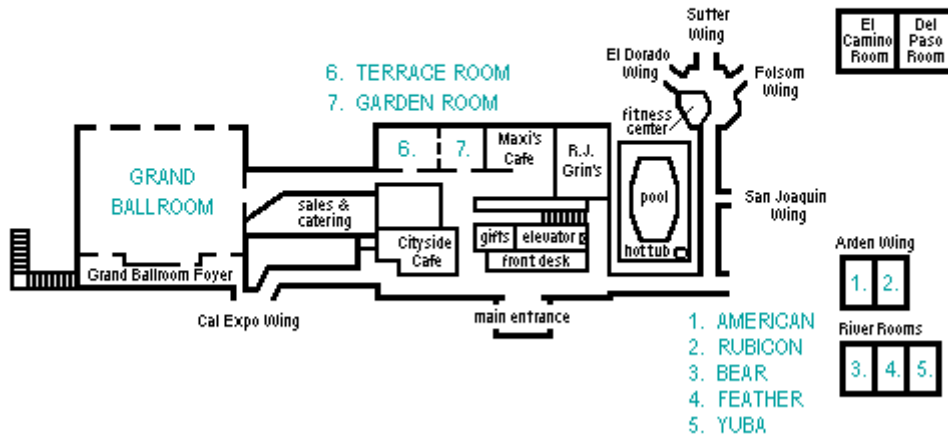 Sutter
Wing
El
Camino
Room
Del
Paso
Room
El Dorado
Wing
Folsom
Wing
6. TERRACE ROOM
7. GARDEN ROOM
fitness
center
6.
7.
Maxi's
Cafe
R.J.
Grin's
GRAND
BALLROOM
pool
San Joaquin
Wing
sales &
catering
Cityside
Cafe
gifts
elevator
front desk
hot tub
Arden Wing
1.
2.
Grand Ballroom Foyer
Cal Expo Wing
main entrance
1. AMERICAN
2. RUBICON
3. BEAR
4. FEATHER
5. YUBA
River Rooms
3.
4.
5.